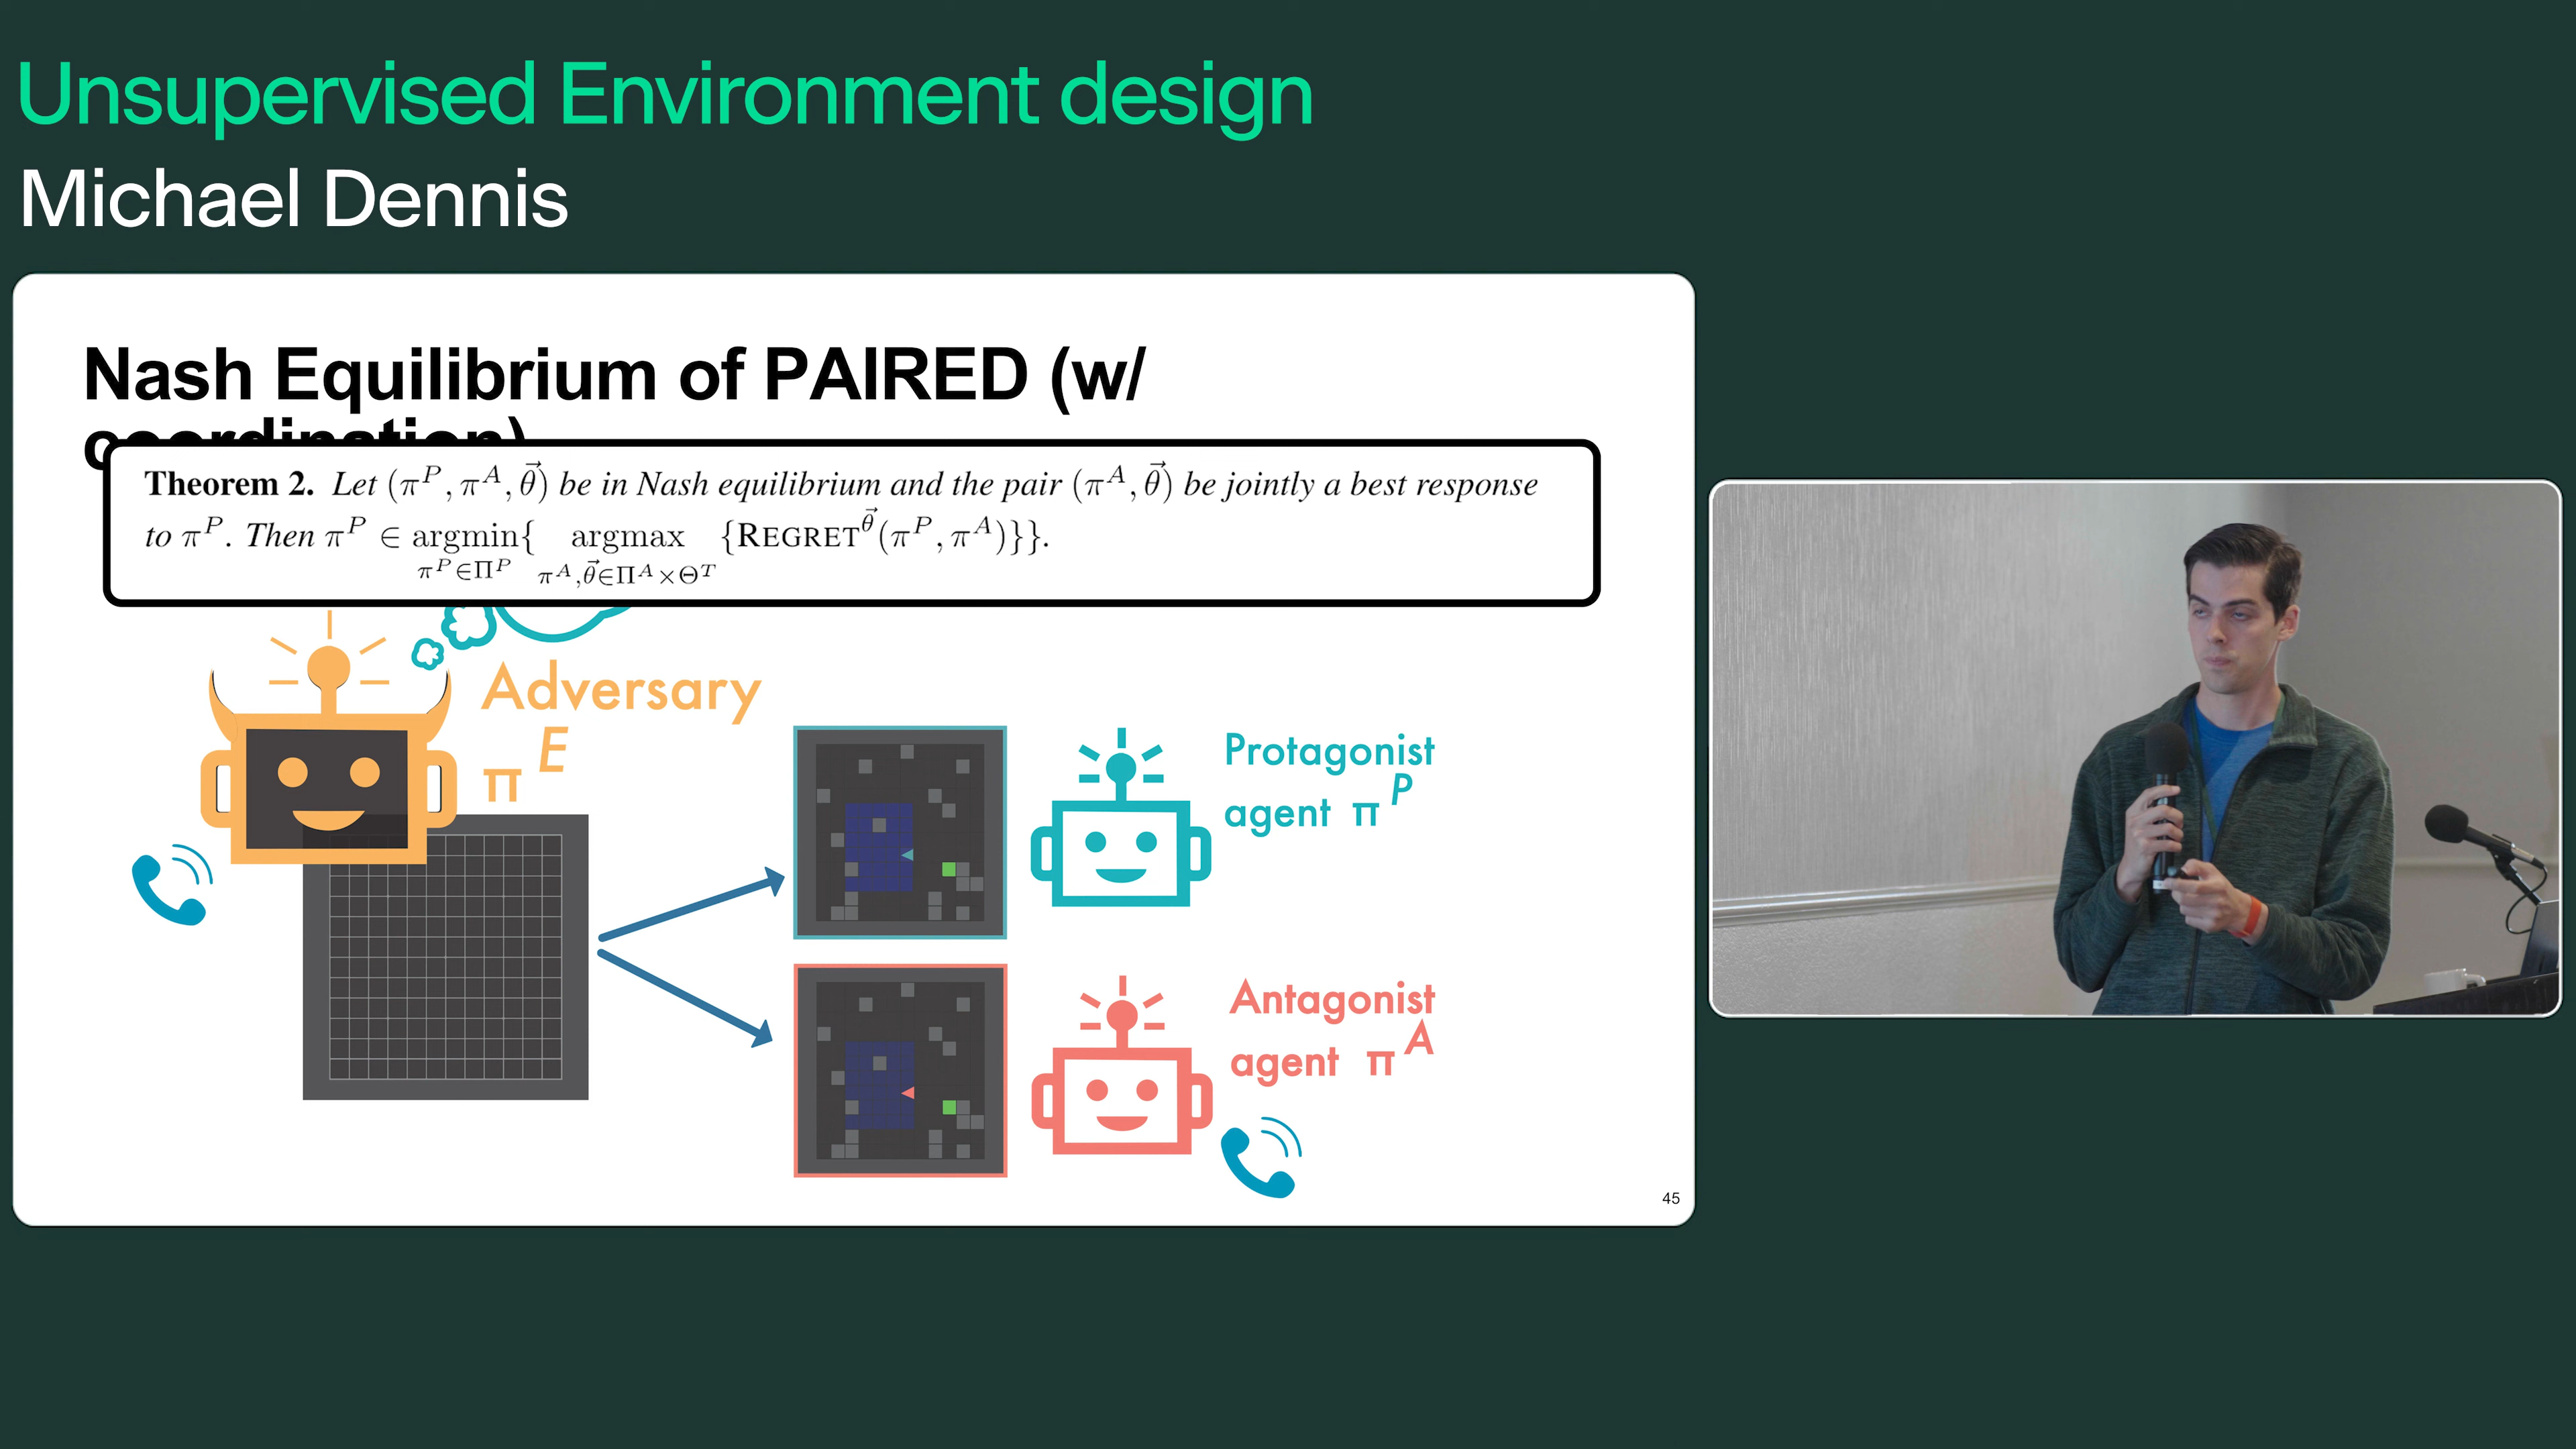 Unsupervised Environment design
Michael Dennis
Nash Equilibrium of PAIRED (w/
coordination)
Theorem 2. Let (π^P, π^A, θ⃗) be in Nash equilibrium and the pair (π^A, θ⃗) be jointly a best response
to π^P. Then π^P ∈ argmin{ argmax {REGRET^θ⃗(π^P, π^A)}}.
π^P∈Π^P π^A,θ⃗∈Π^A×Θ^T
Adversary
π E
Protagonist
agent π P
Antagonist
agent π A
45